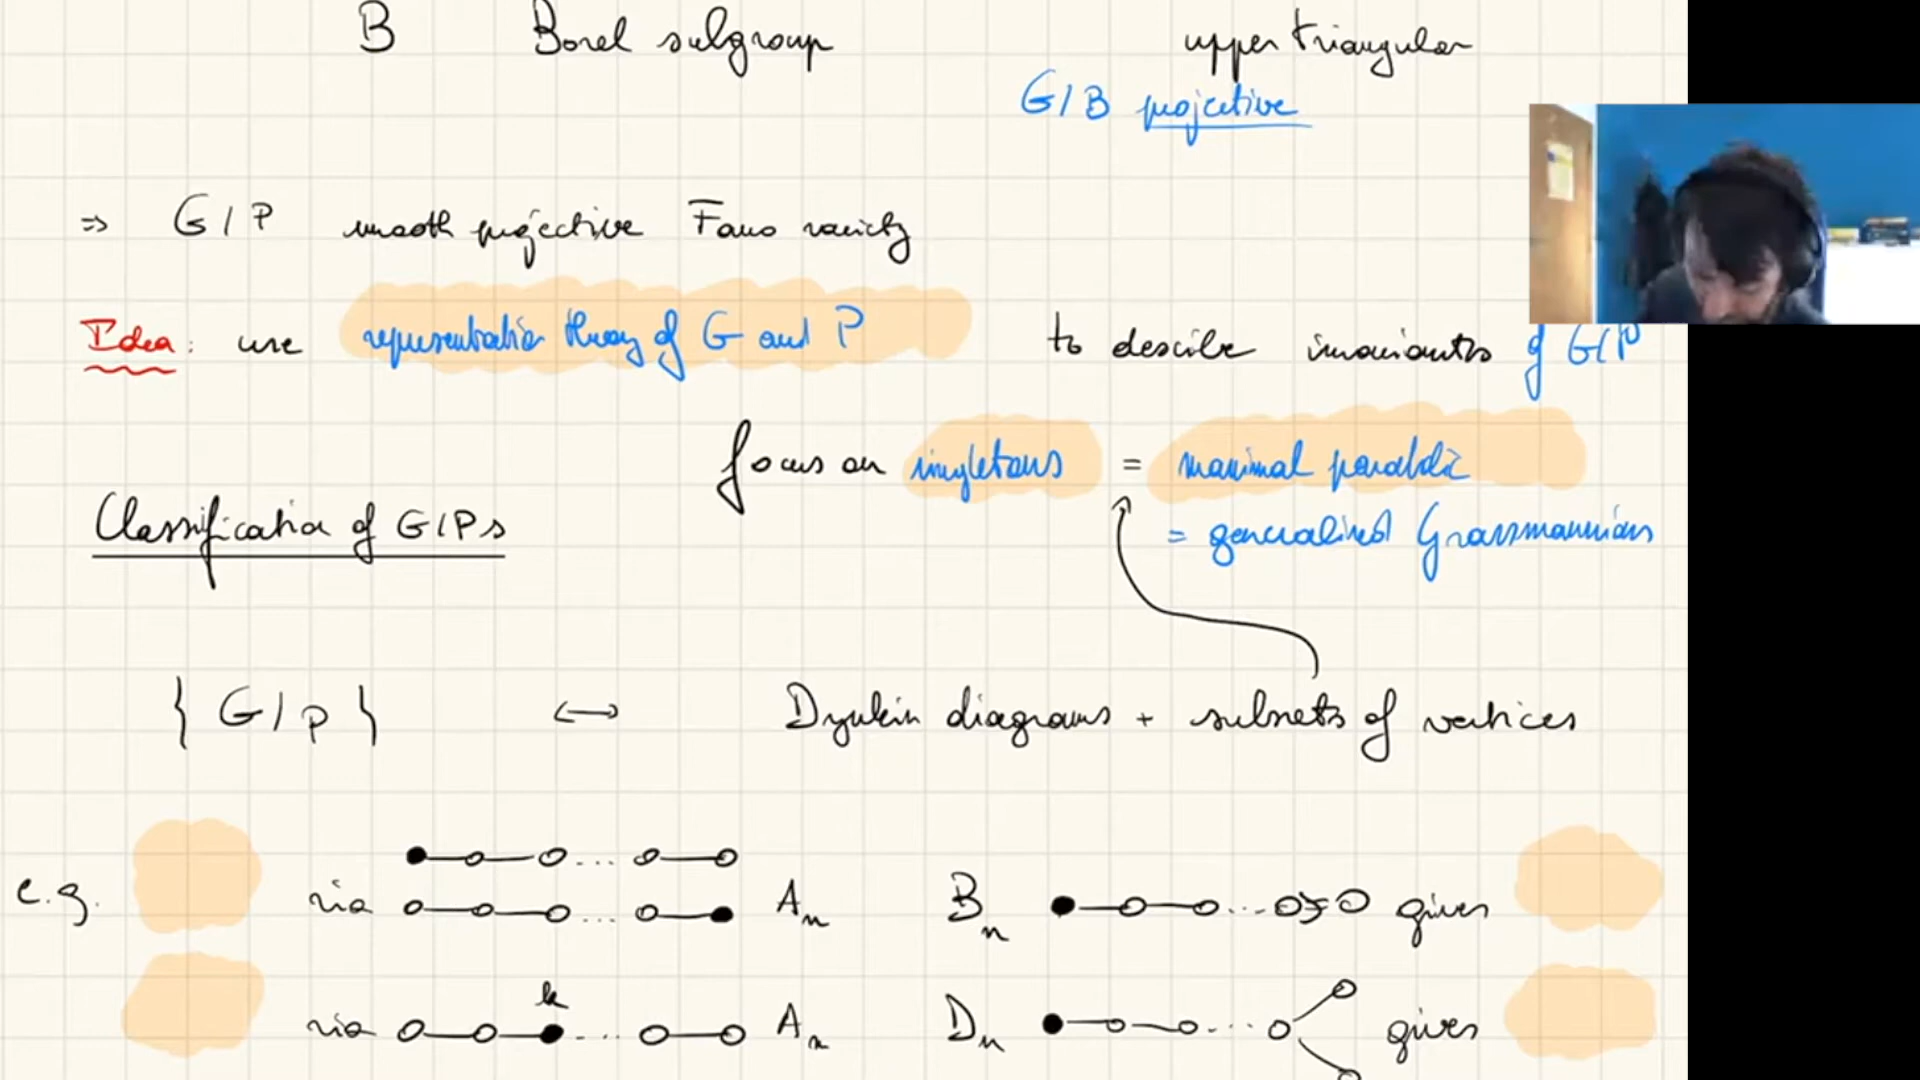 B Borel subgroup upper triangular
G/B projective
⇒ G/P smooth projective Fano variety
Idea: use representation theory of G and P to describe invariants of G/P
focus on singletons = maximal parabolic
Classification of G/Ps
= generalised Grassmannians
{ G/P } ↔ Dynkin diagrams + subsets of vertices
e.g. via A_n B_n gives
k
via A_n D_n gives